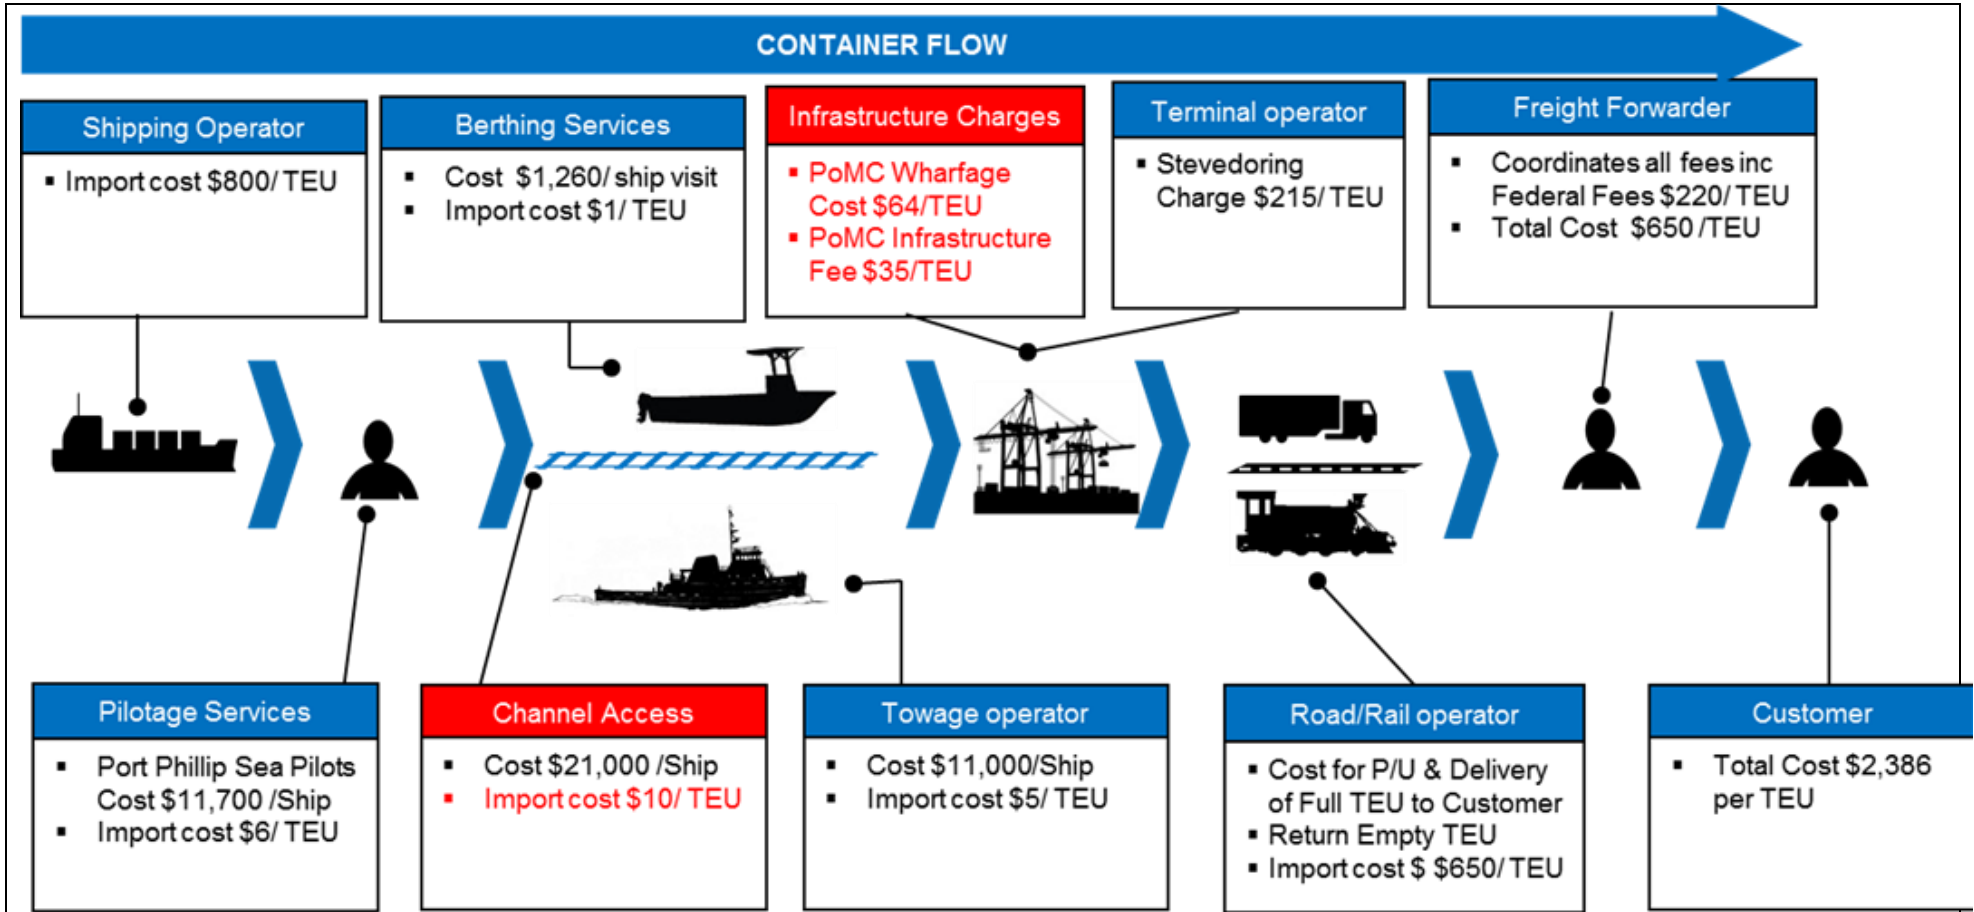 CONTAINER FLOW
Shipping Operator
▪ Import cost $800/ TEU
Berthing Services
▪ Cost $1,260/ ship visit
▪ Import cost $1/ TEU
Infrastructure Charges
▪ PoMC Wharfage
Cost $64/TEU
▪ PoMC Infrastructure
Fee $35/TEU
Terminal operator
▪ Stevedoring
Charge $215/ TEU
Freight Forwarder
▪ Coordinates all fees inc
Federal Fees $220/ TEU
▪ Total Cost $650 /TEU
Pilotage Services
▪ Port Phillip Sea Pilots
Cost $11,700 /Ship
▪ Import cost $6/ TEU
Channel Access
▪ Cost $21,000 /Ship
▪ Import cost $10/ TEU
Towage operator
▪ Cost $11,000/Ship
▪ Import cost $5/ TEU
Road/Rail operator
▪ Cost for P/U & Delivery
of Full TEU to Customer
▪ Return Empty TEU
▪ Import cost $ $650/ TEU
Customer
▪ Total Cost $2,386
per TEU